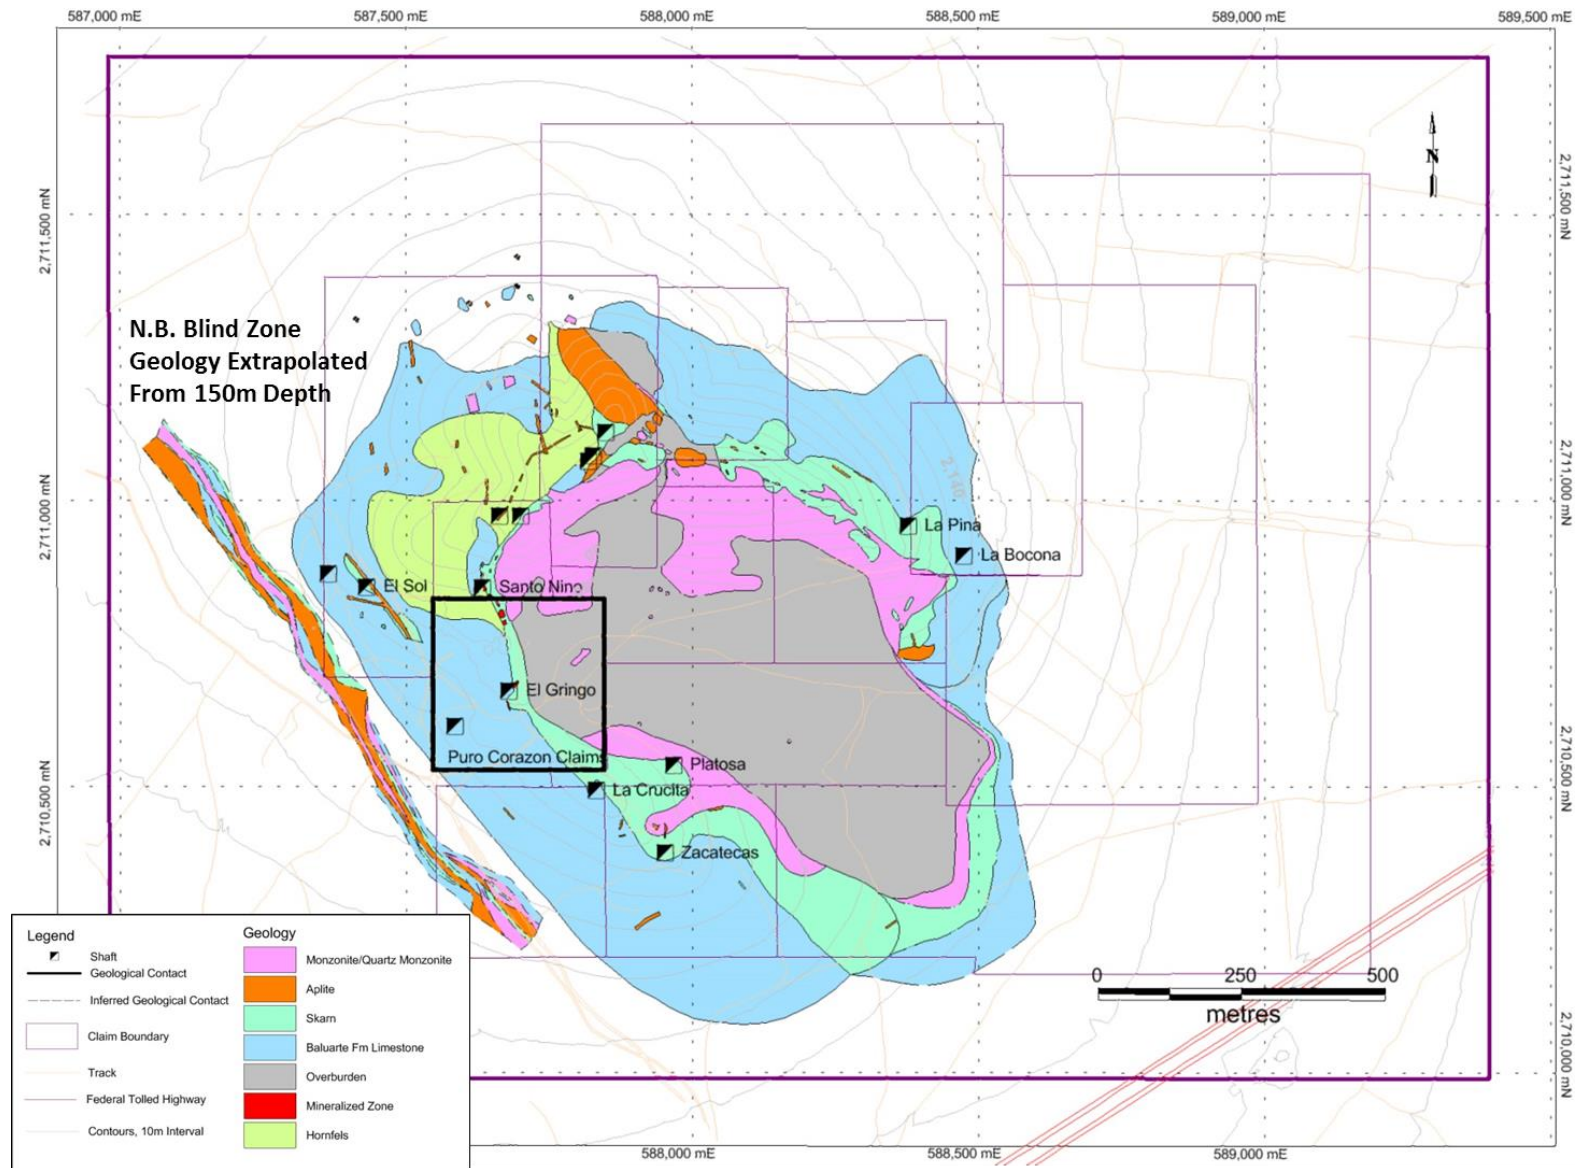 587,000 mE
587,500 mE
588,000 mE
588,500 mE
589,000 mE
589,500 mE
N
2,711,500 mN
2,711,500 mN
N.B. Blind Zone
Geology Extrapolated
From 150m Depth
2,140
2,711,000 mN
2,711,000 mN
La Pina
La Bocona
El Sol
Santo Nino
El Gringo
Puro Corazon Claims
Platosa
La Crucita
Zacatecas
2,710,500 mN
2,710,500 mN
0 250 500
metres
2,710,000 mN
Legend
Shaft
Geological Contact
Inferred Geological Contact
Claim Boundary
Track
Federal Tolled Highway
Contours, 10m Interval
Geology
Monzonite/Quartz Monzonite
Aplite
Skarn
Baluarte Fm Limestone
Overburden
Mineralized Zone
Hornfels
588,000 mE
588,500 mE
589,000 mE